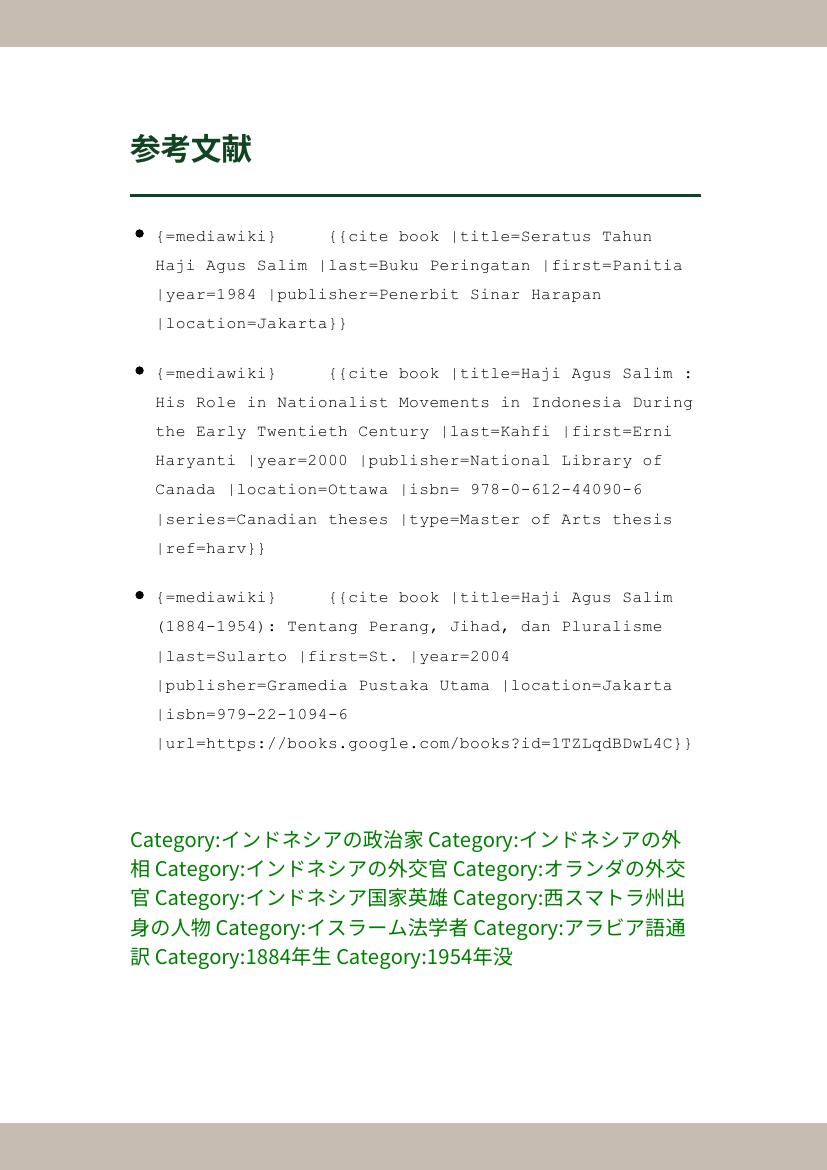 参考文献
{=mediawiki}     {{cite book |title=Seratus Tahun
Haji Agus Salim |last=Buku Peringatan |first=Panitia
|year=1984 |publisher=Penerbit Sinar Harapan
|location=Jakarta}}
{=mediawiki}     {{cite book |title=Haji Agus Salim :
His Role in Nationalist Movements in Indonesia During
the Early Twentieth Century |last=Kahfi |first=Erni
Haryanti |year=2000 |publisher=National Library of
Canada |location=Ottawa |isbn= 978-0-612-44090-6
|series=Canadian theses |type=Master of Arts thesis
|ref=harv}}
{=mediawiki}     {{cite book |title=Haji Agus Salim
(1884-1954): Tentang Perang, Jihad, dan Pluralisme
|last=Sularto |first=St. |year=2004
|publisher=Gramedia Pustaka Utama |location=Jakarta
|isbn=979-22-1094-6
|url=https://books.google.com/books?id=1TZLqdBDwL4C}}
Category:インドネシアの政治家 Category:インドネシアの外
相 Category:インドネシアの外交官 Category:オランダの外交
官 Category:インドネシア国家英雄 Category:西スマトラ州出
身の人物 Category:イスラーム法学者 Category:アラビア語通
訳 Category:1884年生 Category:1954年没